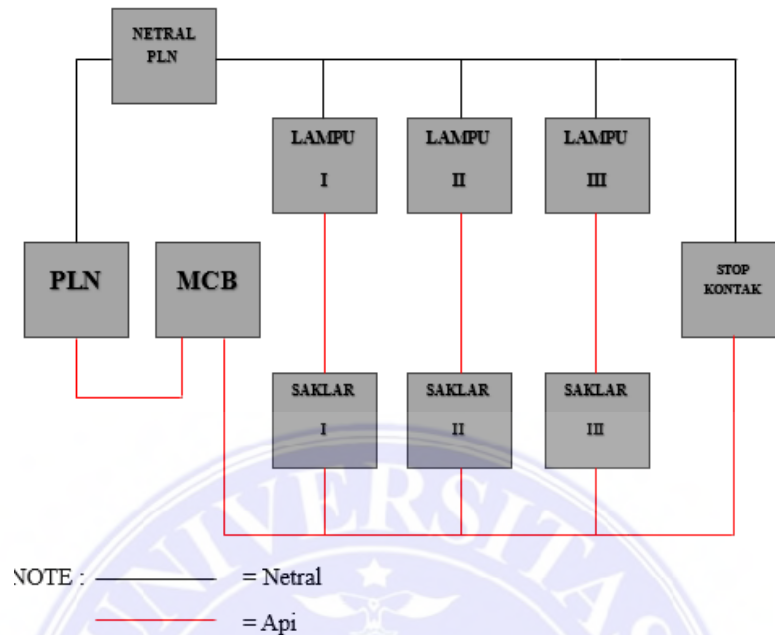 NETRAL
PLN
LAMPU
I
LAMPU
II
LAMPU
III
PLN
MCB
STOP
KONTAK
SAKLAR
I
SAKLAR
II
SAKLAR
III
UNIVERSITAS
NOTE : = Netral
= Api